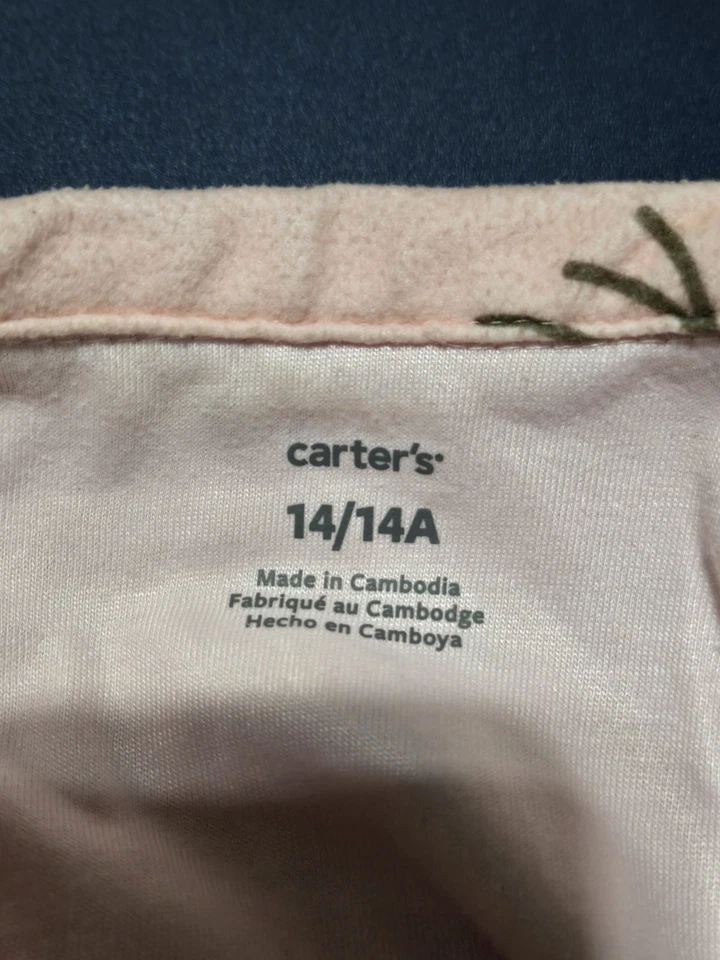 carter's
14/14A
Made in Cambodia
Fabriqué au Cambodge
Hecho en Camboya